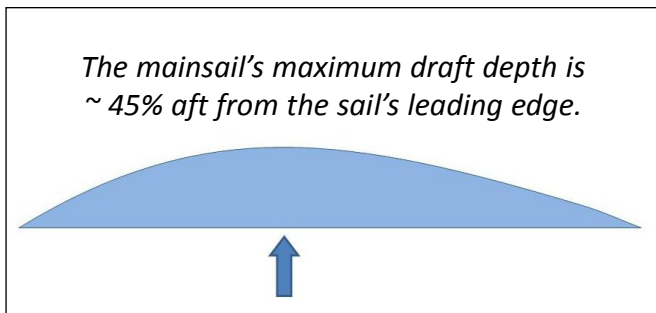 The mainsail’s maximum draft depth is
~ 45% aft from the sail’s leading edge.